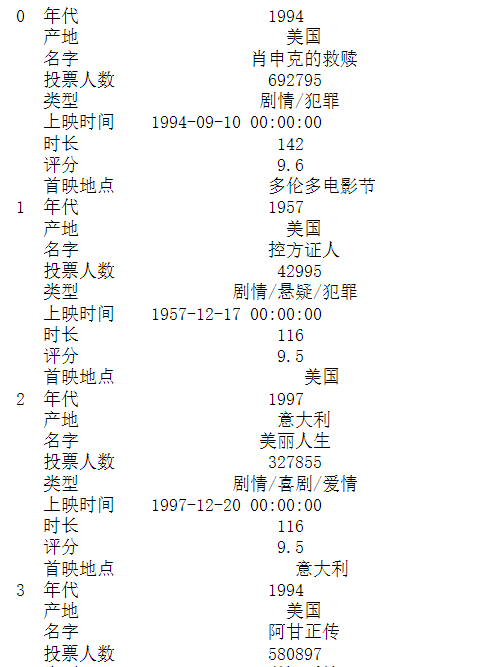 0 年代 1994
产地 美国
名字 肖申克的救赎
投票人数 692795
类型 剧情/犯罪
上映时间 1994-09-10 00:00:00
时长 142
评分 9.6
首映地点 多伦多电影节
1 年代 1957
产地 美国
名字 控方证人
投票人数 42995
类型 剧情/悬疑/犯罪
上映时间 1957-12-17 00:00:00
时长 116
评分 9.5
首映地点 美国
2 年代 1997
产地 意大利
名字 美丽人生
投票人数 327855
类型 剧情/喜剧/爱情
上映时间 1997-12-20 00:00:00
时长 116
评分 9.5
首映地点 意大利
3 年代 1994
产地 美国
名字 阿甘正传
投票人数 580897